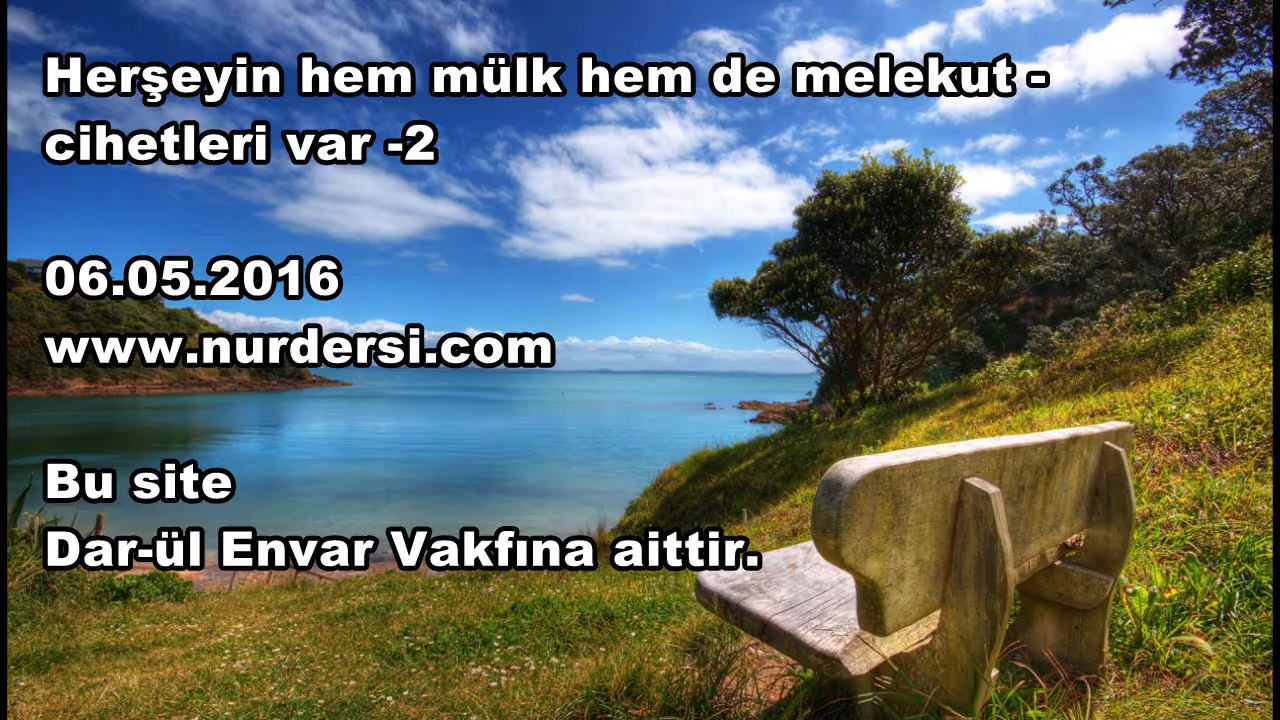 Herşeyin hem mülk hem de melekut -
cihetleri var -2
06.05.2016
www.nurdersi.com
Bu site
Dar-ül Envar Vakfına aittir.